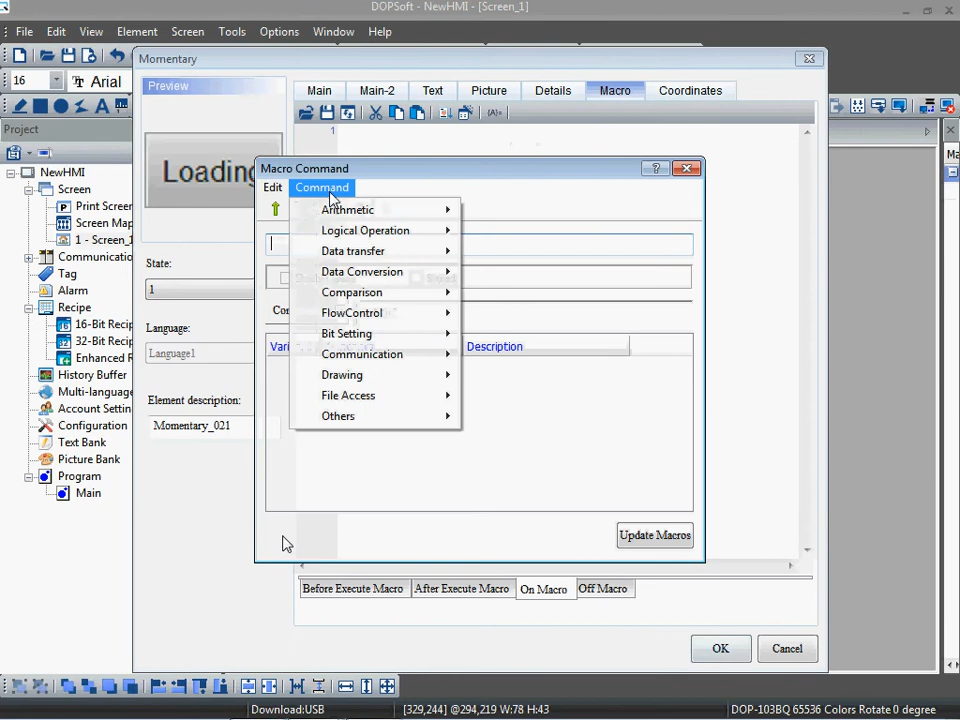 DOPSoft - NewHMI - [Screen_1]
File Edit View Element Screen Tools Options Window Help
16 Arial
Project
NewHMI
Screen
Print Screen
Screen Map
1 - Screen_1
Communicatio
Tag
Alarm
Recipe
16-Bit Recip
32-Bit Recip
Enhanced R
History Buffer
Multi-language
Account Settin
Configuration
Text Bank
Picture Bank
Program
Main
Momentary
Preview
Loading
State:
1
Language:
Language1
Element description:
Momentary_021
Main Main-2 Text Picture Details Macro Coordinates
1
Macro Command
Edit Command
Arithmetic
Logical Operation
Data transfer
Data Conversion
Comparison
FlowControl
Bit Setting
Communication
Drawing
File Access
Others
Description
Update Macros
Before Execute Macro After Execute Macro On Macro Off Macro
OK Cancel
Ma
Download:USB [329,244] @294,219 W:78 H:43 DOP-103BQ 65536 Colors Rotate 0 degree